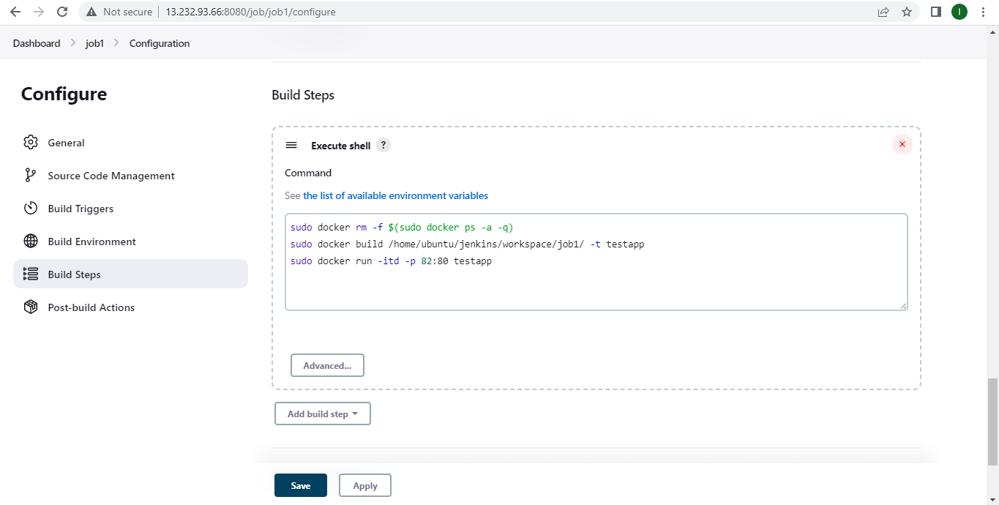 Not secure 13.232.93.66:8080/job/job1/configure
I
Dashboard job1 Configuration
Configure
General
Source Code Management
Build Triggers
Build Environment
Build Steps
Post-build Actions
Build Steps
Execute shell ?
Command
See the list of available environment variables
sudo docker rm -f $(sudo docker ps -a -q)
sudo docker build /home/ubuntu/jenkins/workspace/job1/ -t testapp
sudo docker run -itd -p 82:80 testapp
Advanced...
Add build step
Save Apply